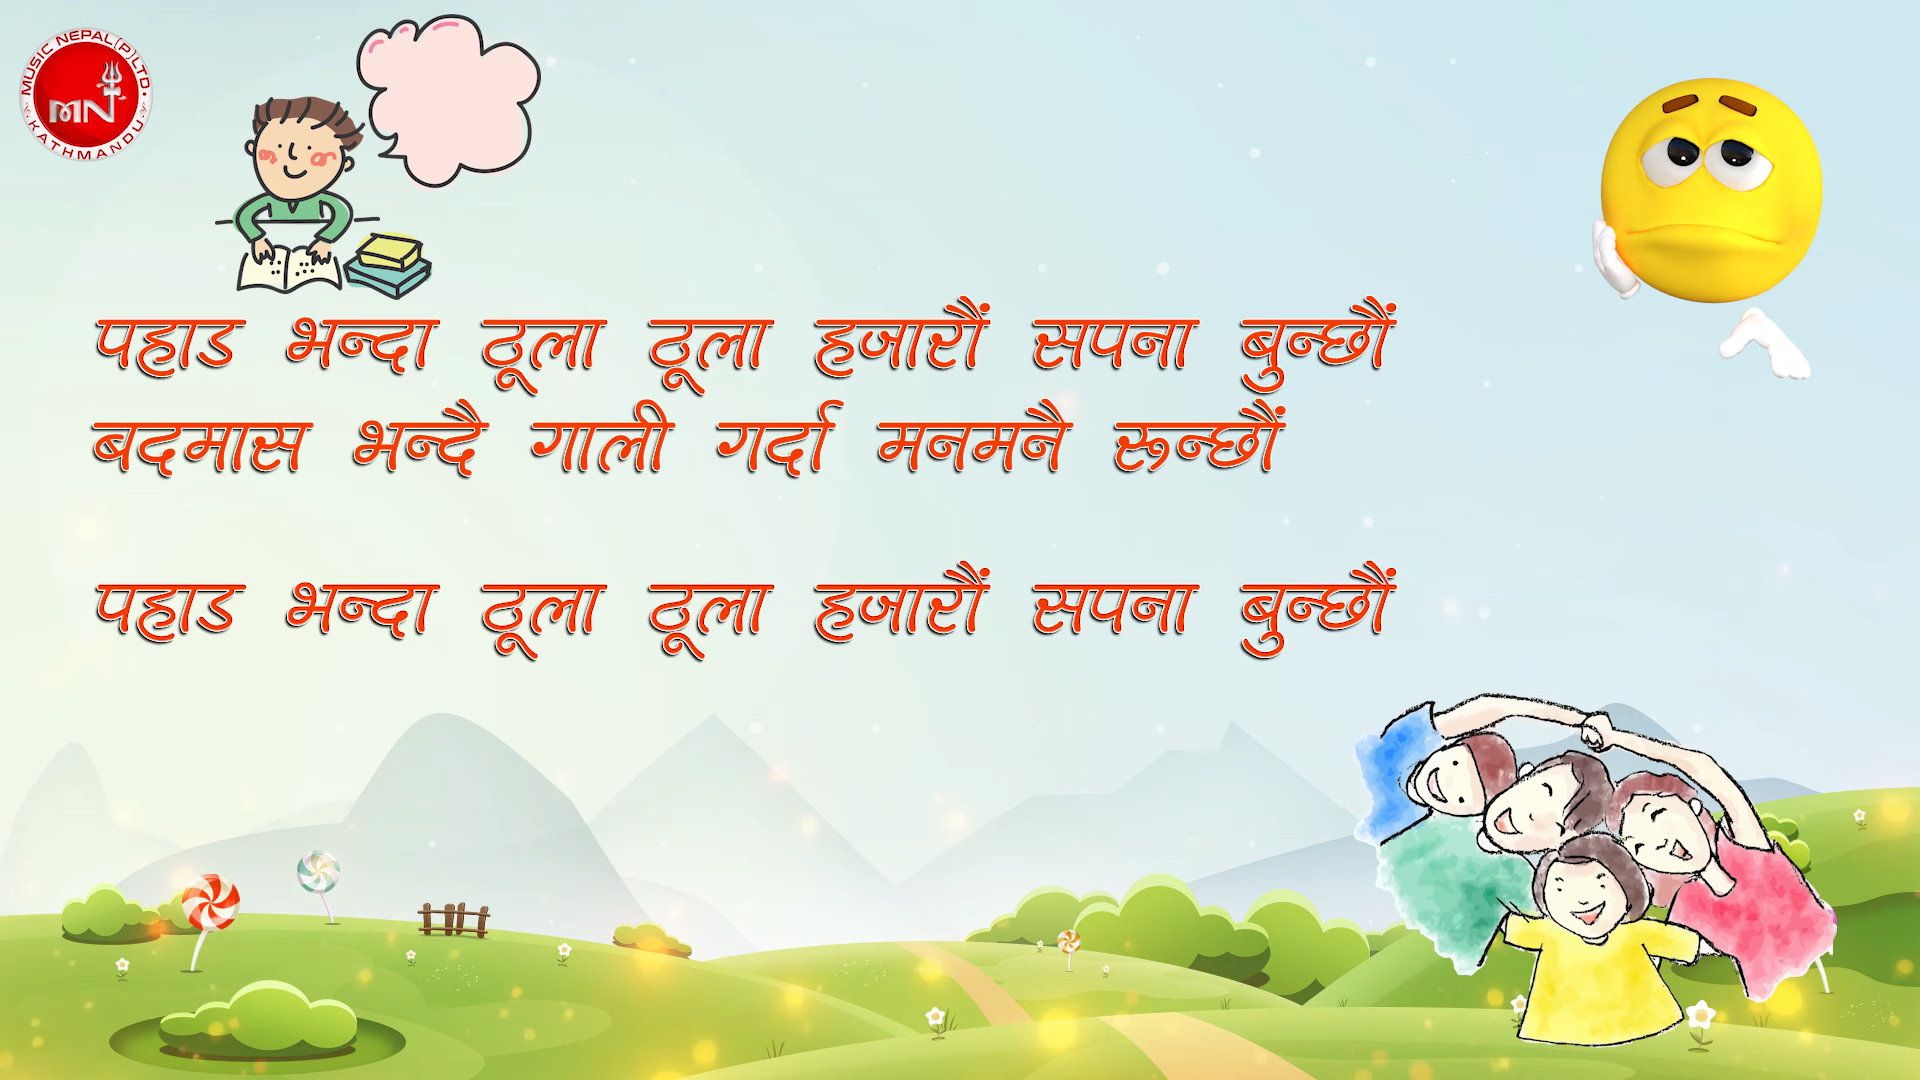 MUSIC NEPAL(P)LTD.
MN
KATHMANDU
पहाड भन्दा ठूला ठूला हजारौं सपना बुन्छौं
बदमास भन्दै गाली गर्दा मनमनै रून्छौं
पहाड भन्दा ठूला ठूला हजारौं सपना बुन्छौं